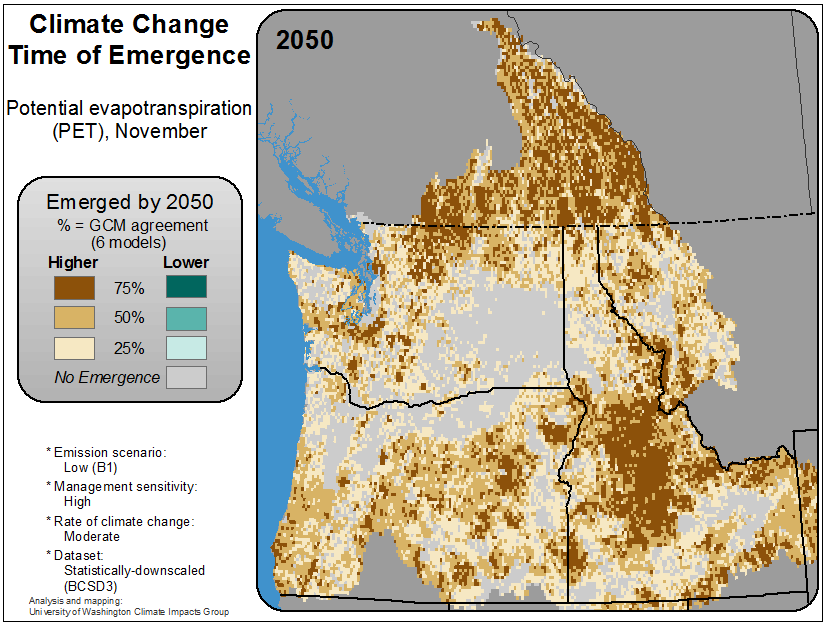 Climate Change
Time of Emergence
Potential evapotranspiration
(PET), November
Emerged by 2050
% = GCM agreement
(6 models)
Higher Lower
75%
50%
25%
No Emergence
* Emission scenario:
Low (B1)
* Management sensitivity:
High
* Rate of climate change:
Moderate
* Dataset:
Statistically-downscaled
(BCSD3)
Analysis and mapping:
University of Washington Climate Impacts Group
2050